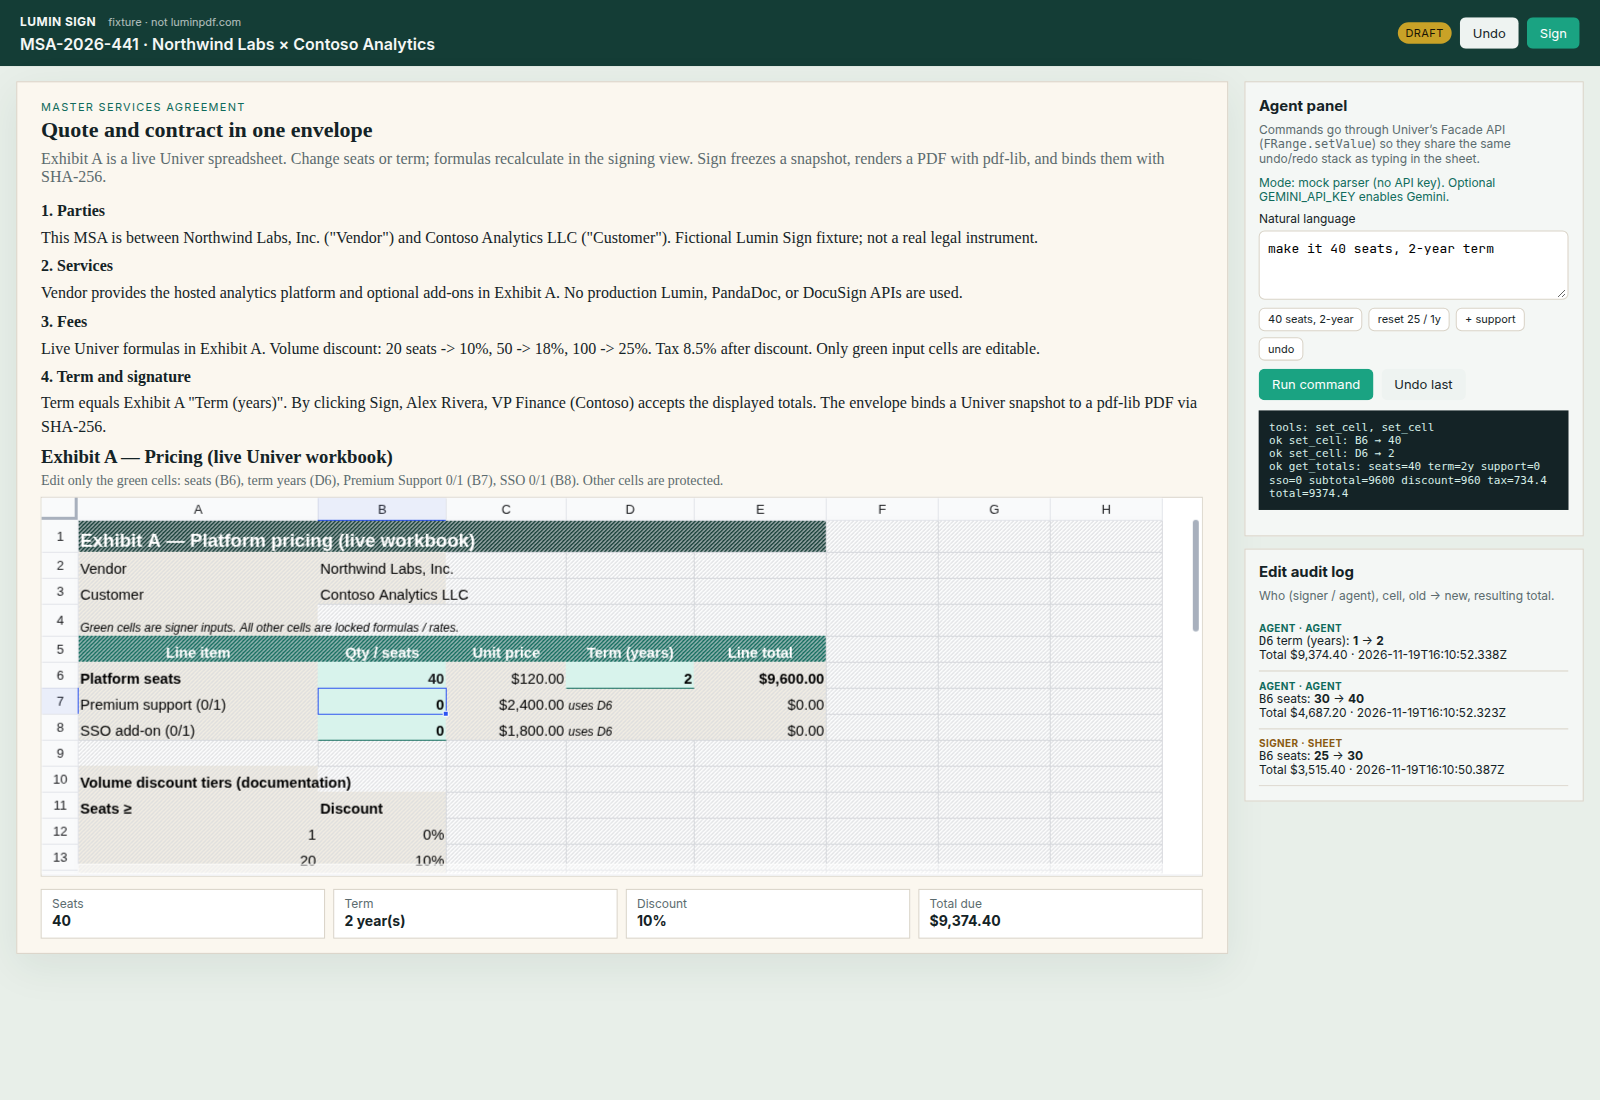 LUMIN SIGN fixture · not luminpdf.com
MSA-2026-441 · Northwind Labs × Contoso Analytics
DRAFT
Undo
Sign
MASTER SERVICES AGREEMENT
Quote and contract in one envelope
Exhibit A is a live Univer spreadsheet. Change seats or term; formulas recalculate in the signing view. Sign freezes a snapshot, renders a PDF with pdf-lib, and binds them with
SHA-256.
1. Parties
This MSA is between Northwind Labs, Inc. ("Vendor") and Contoso Analytics LLC ("Customer"). Fictional Lumin Sign fixture; not a real legal instrument.
2. Services
Vendor provides the hosted analytics platform and optional add-ons in Exhibit A. No production Lumin, PandaDoc, or DocuSign APIs are used.
3. Fees
Live Univer formulas in Exhibit A. Volume discount: 20 seats -> 10%, 50 -> 18%, 100 -> 25%. Tax 8.5% after discount. Only green input cells are editable.
4. Term and signature
Term equals Exhibit A "Term (years)". By clicking Sign, Alex Rivera, VP Finance (Contoso) accepts the displayed totals. The envelope binds a Univer snapshot to a pdf-lib PDF via
SHA-256.
Exhibit A — Pricing (live Univer workbook)
Edit only the green cells: seats (B6), term years (D6), Premium Support 0/1 (B7), SSO 0/1 (B8). Other cells are protected.
A B C D E F G H
1 Exhibit A — Platform pricing (live workbook)
2 Vendor Northwind Labs, Inc.
3 Customer Contoso Analytics LLC
4 Green cells are signer inputs. All other cells are locked formulas / rates.
5 Line item Qty / seats Unit price Term (years) Line total
6 Platform seats 40 $120.00 2 $9,600.00
7 Premium support (0/1) 0 $2,400.00 uses D6 $0.00
8 SSO add-on (0/1) 0 $1,800.00 uses D6 $0.00
9
10 Volume discount tiers (documentation)
11 Seats ≥ Discount
12 1 0%
13 20 10%
Seats
40
Term
2 year(s)
Discount
10%
Total due
$9,374.40
Agent panel
Commands go through Univer's Facade API
(FRange.setValue) so they share the same
undo/redo stack as typing in the sheet.
Mode: mock parser (no API key). Optional
GEMINI_API_KEY enables Gemini.
Natural language
make it 40 seats, 2-year term
40 seats, 2-year
reset 25 / 1y
+ support
undo
Run command
Undo last
tools: set_cell, set_cell
ok set_cell: B6 → 40
ok set_cell: D6 → 2
ok get_totals: seats=40 term=2y support=0
sso=0 subtotal=9600 discount=960 tax=734.4
total=9374.4
Edit audit log
Who (signer / agent), cell, old → new, resulting total.
AGENT · AGENT
D6 term (years): 1 → 2
Total $9,374.40 · 2026-11-19T16:10:52.338Z
AGENT · AGENT
B6 seats: 30 → 40
Total $4,687.20 · 2026-11-19T16:10:52.323Z
SIGNER · SHEET
B6 seats: 25 → 30
Total $3,515.40 · 2026-11-19T16:10:50.387Z